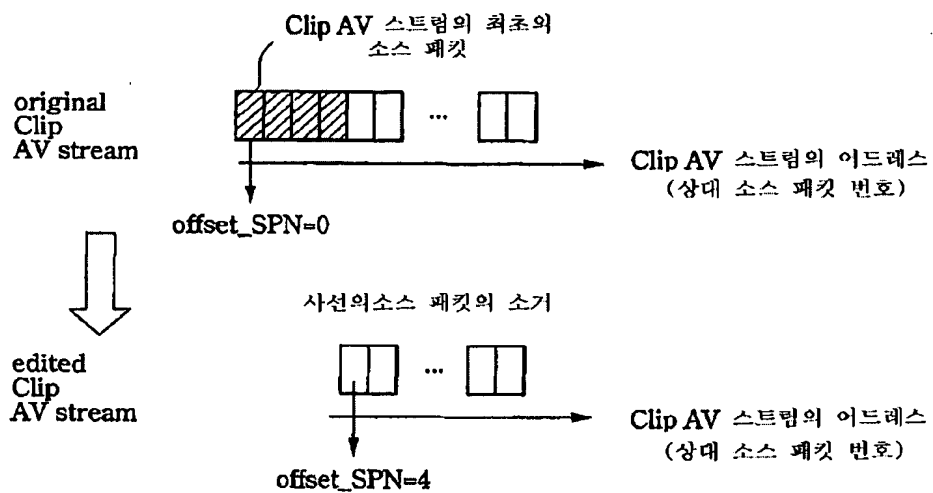 Clip AV 스트림의 최초의
소스 패킷
original
Clip
AV stream
...
Clip AV 스트림의 어드레스
(상대 소스 패킷 번호)
offset_SPN=0
사선의소스 패킷의 소거
edited
Clip
AV stream
...
Clip AV 스트림의 어드레스
(상대 소스 패킷 번호)
offset_SPN=4